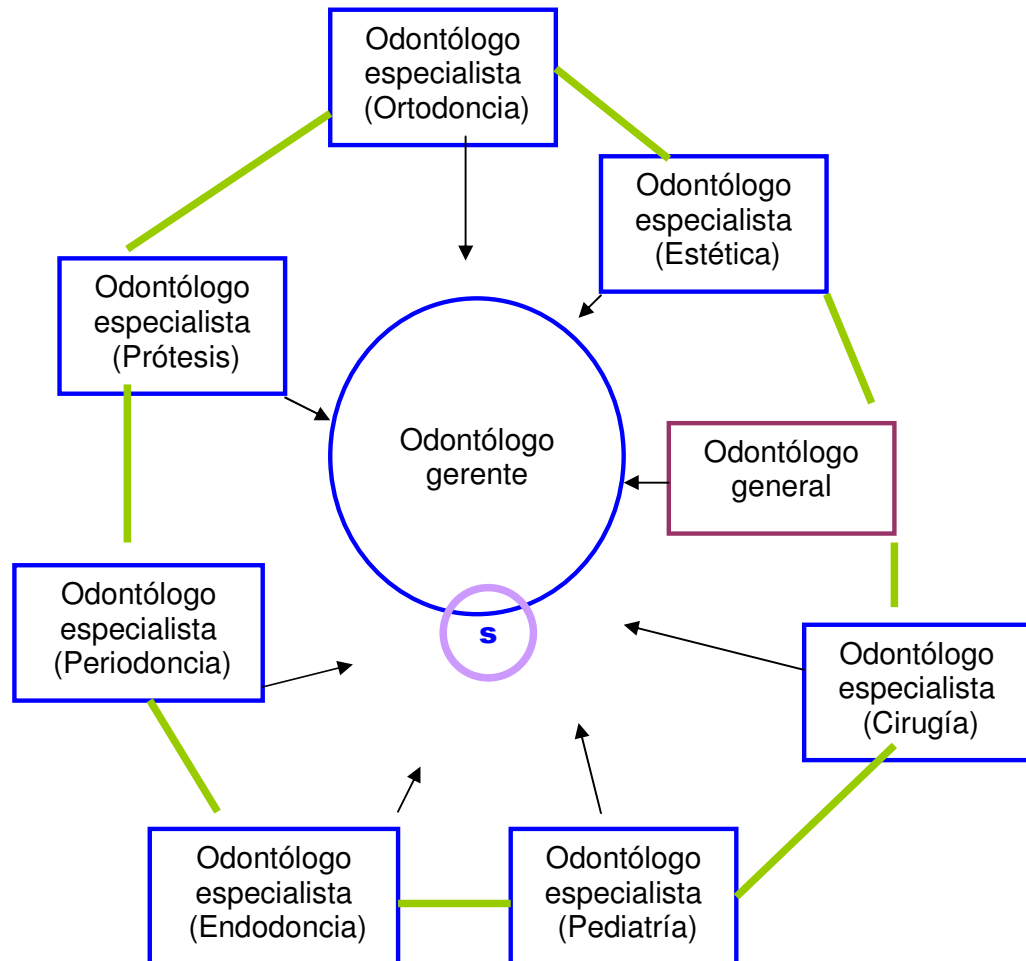 Odontólogo
especialista
(Ortodoncia)
Odontólogo
especialista
(Estética)
Odontólogo
especialista
(Prótesis)
Odontólogo
gerente
Odontólogo
general
Odontólogo
especialista
(Periodoncia)
s
Odontólogo
especialista
(Cirugía)
Odontólogo
especialista
(Endodoncia)
Odontólogo
especialista
(Pediatría)